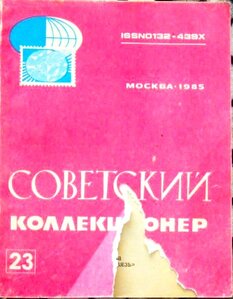 ISSN0132-439X
МОСКВА·1985
СОВЕТСКИЙ
КОЛЛЕКЦИОНЕР
23